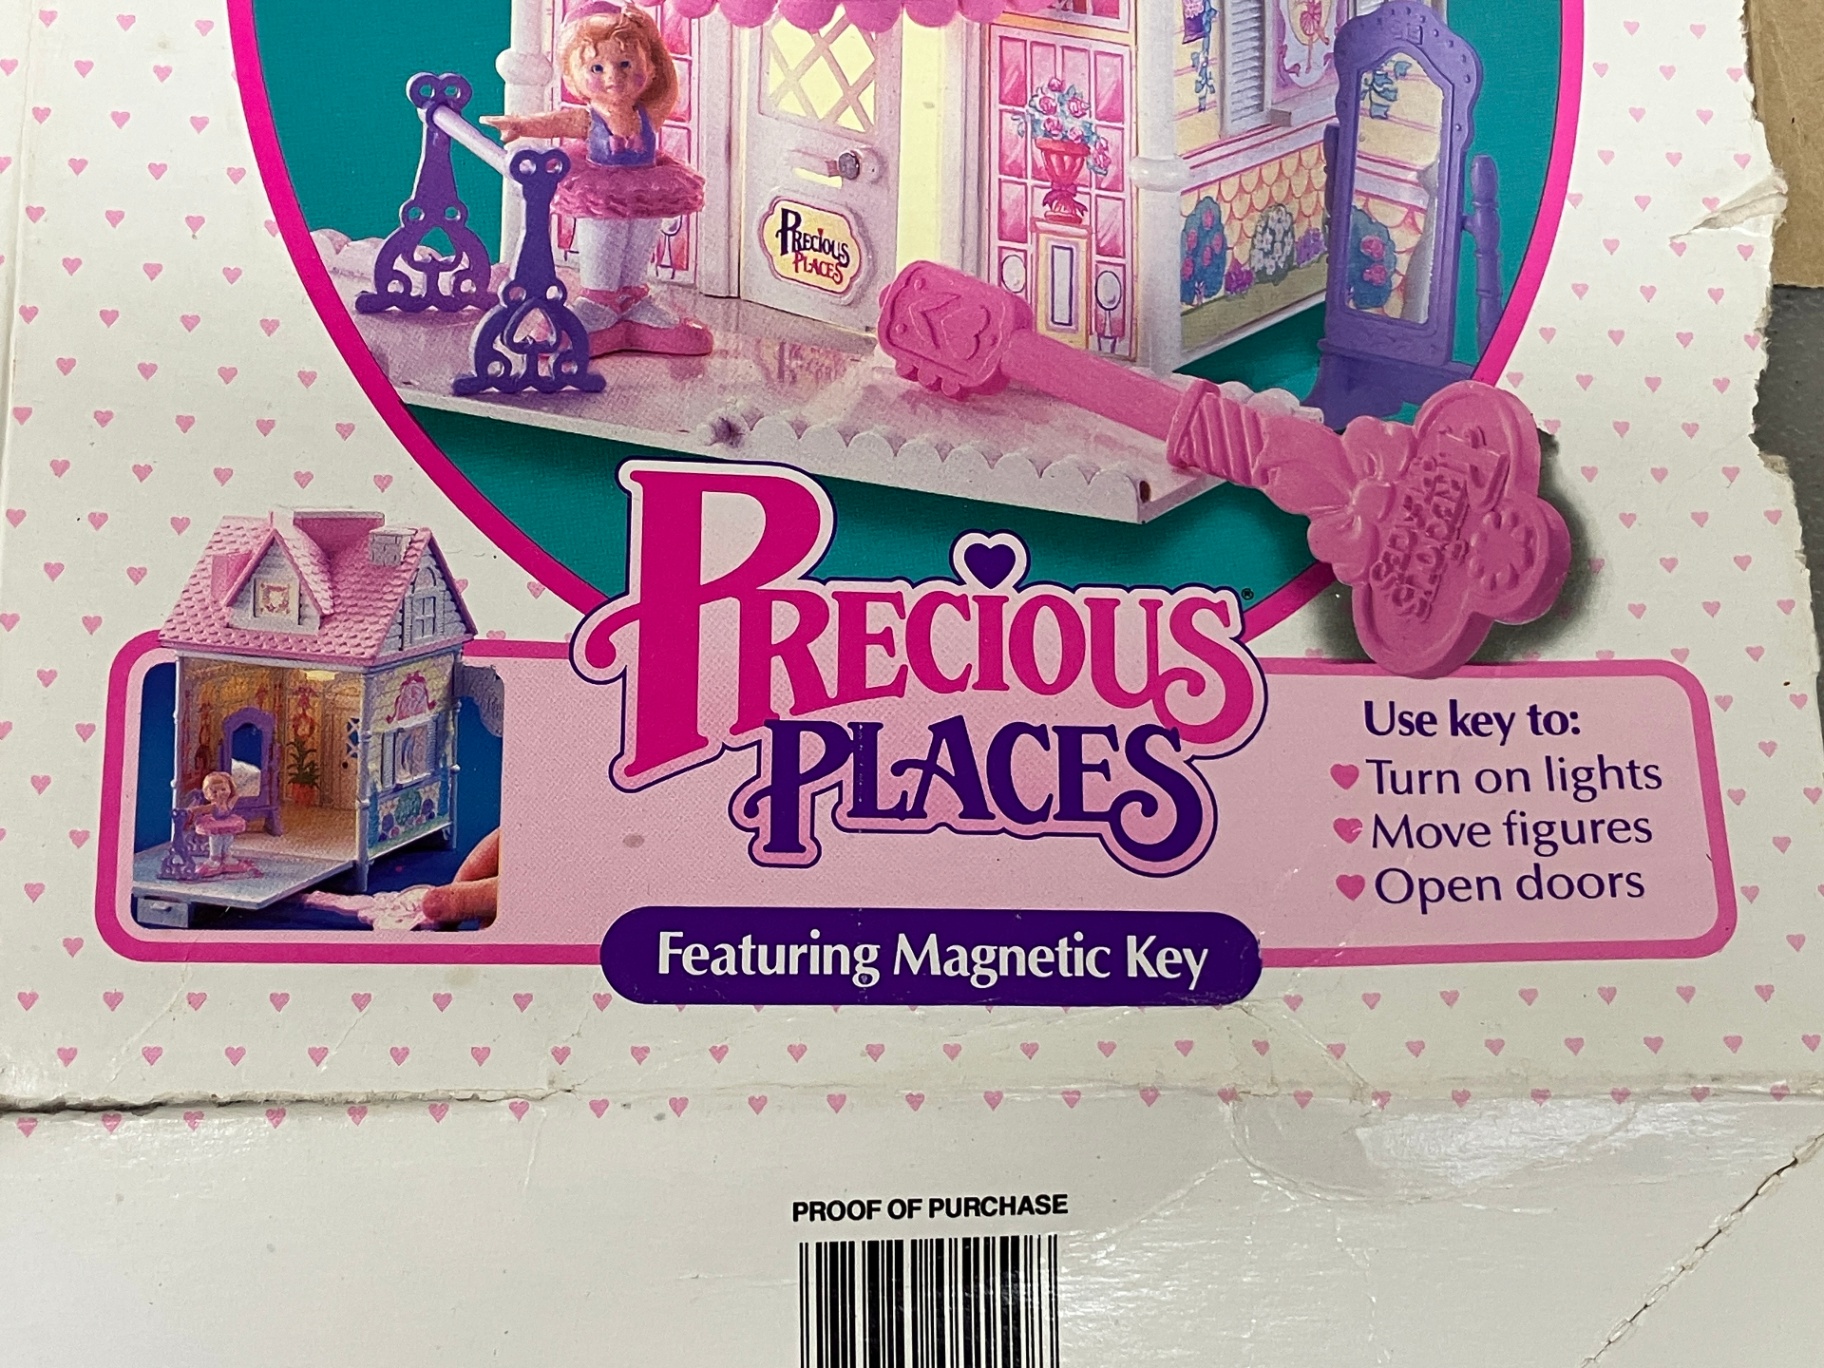 PRECIOUS
PLACES
PRECIOUS®
PLACES
Use key to:
Turn on lights
Move figures
Open doors
Featuring Magnetic Key
PROOF OF PURCHASE